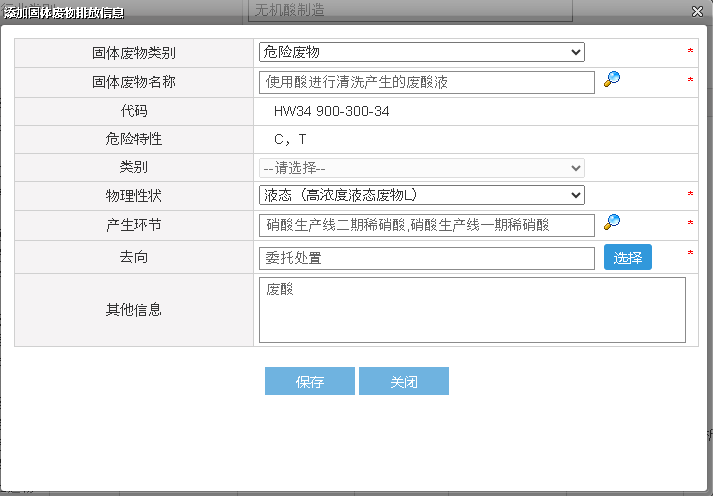 无机酸制造
添加固体废物排放信息
固体废物类别 危险废物 *
固体废物名称 使用酸进行清洗产生的废酸液 *
代码 HW34 900-300-34
危险特性 C，T
类别 --请选择--
物理性状 液态（高浓度液态废物L） *
产生环节 硝酸生产线二期稀硝酸,硝酸生产线一期稀硝酸 *
去向 委托处置 选择 *
其他信息 废酸
保存 关闭